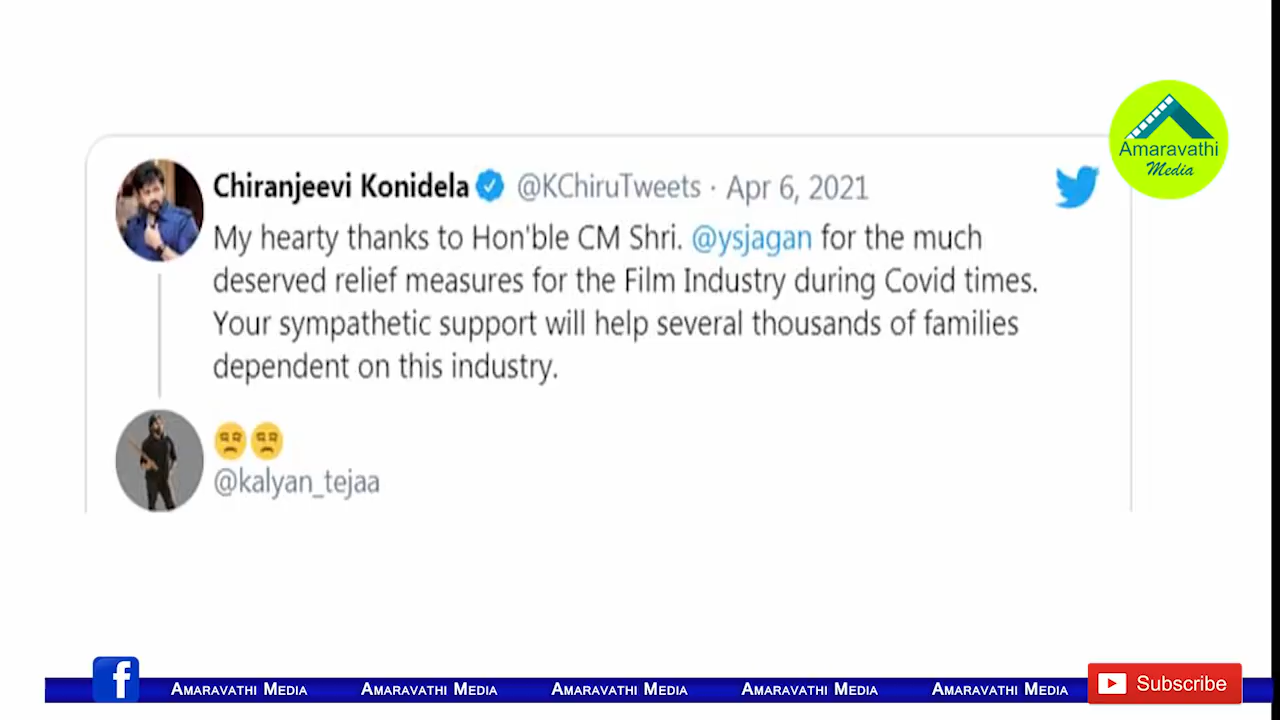 Amaravathi
Media
Chiranjeevi Konidela @KChiruTweets · Apr 6, 2021
My hearty thanks to Hon'ble CM Shri. @ysjagan for the much
deserved relief measures for the Film Industry during Covid times.
Your sympathetic support will help several thousands of families
dependent on this industry.
😒😒
@kalyan_tejaa
f Amaravathi Media Amaravathi Media Amaravathi Media Amaravathi Media Amaravathi Media Subscribe